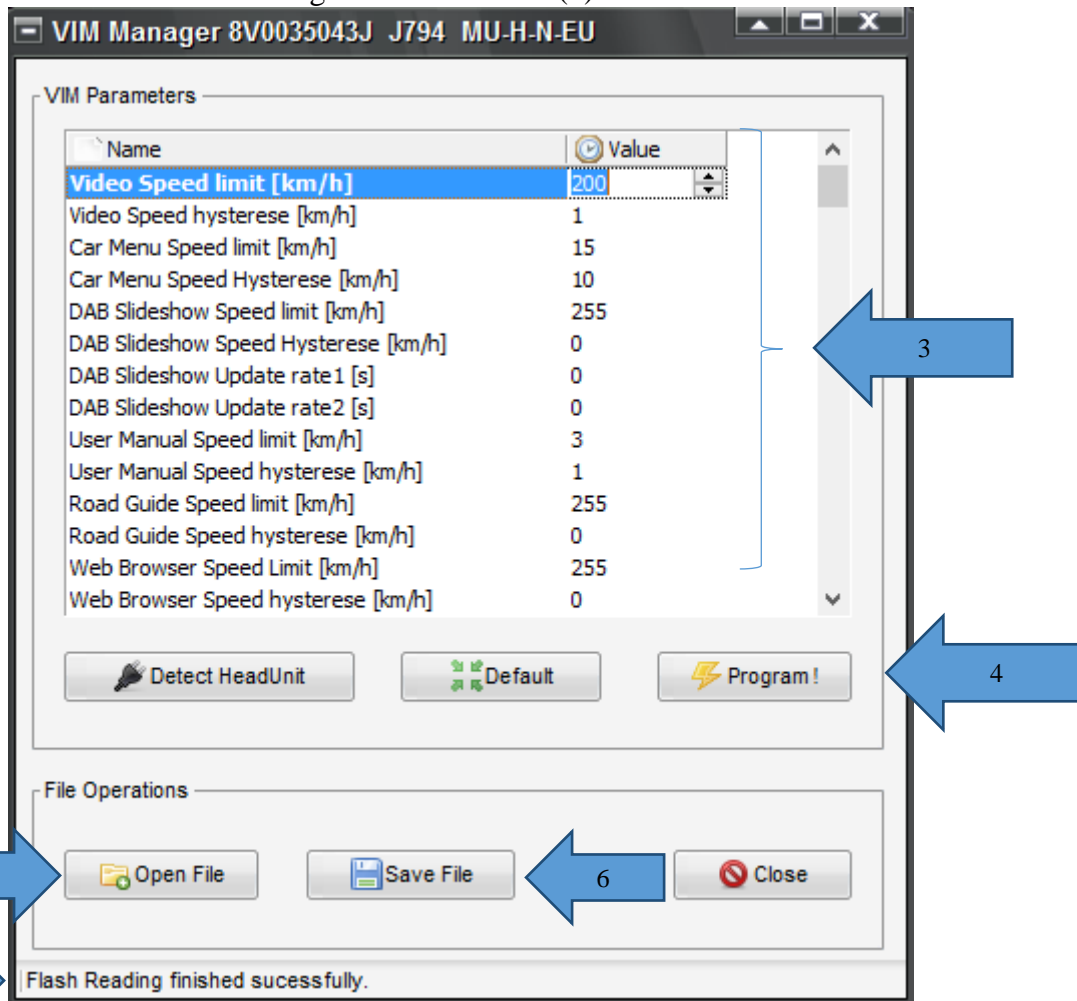 VIM Manager 8V0035043J J794 MU-H-N-EU
VIM Parameters
Name Value
Video Speed limit [km/h] 200
Video Speed hysterese [km/h] 1
Car Menu Speed limit [km/h] 15
Car Menu Speed Hysterese [km/h] 10
DAB Slideshow Speed limit [km/h] 255
DAB Slideshow Speed Hysterese [km/h] 0
DAB Slideshow Update rate1 [s] 0
DAB Slideshow Update rate2 [s] 0
User Manual Speed limit [km/h] 3
User Manual Speed hysterese [km/h] 1
Road Guide Speed limit [km/h] 255
Road Guide Speed hysterese [km/h] 0
Web Browser Speed Limit [km/h] 255
Web Browser Speed hysterese [km/h] 0
3
Detect HeadUnit Default Program !
4
File Operations
Open File Save File 6 Close
Flash Reading finished sucessfully.